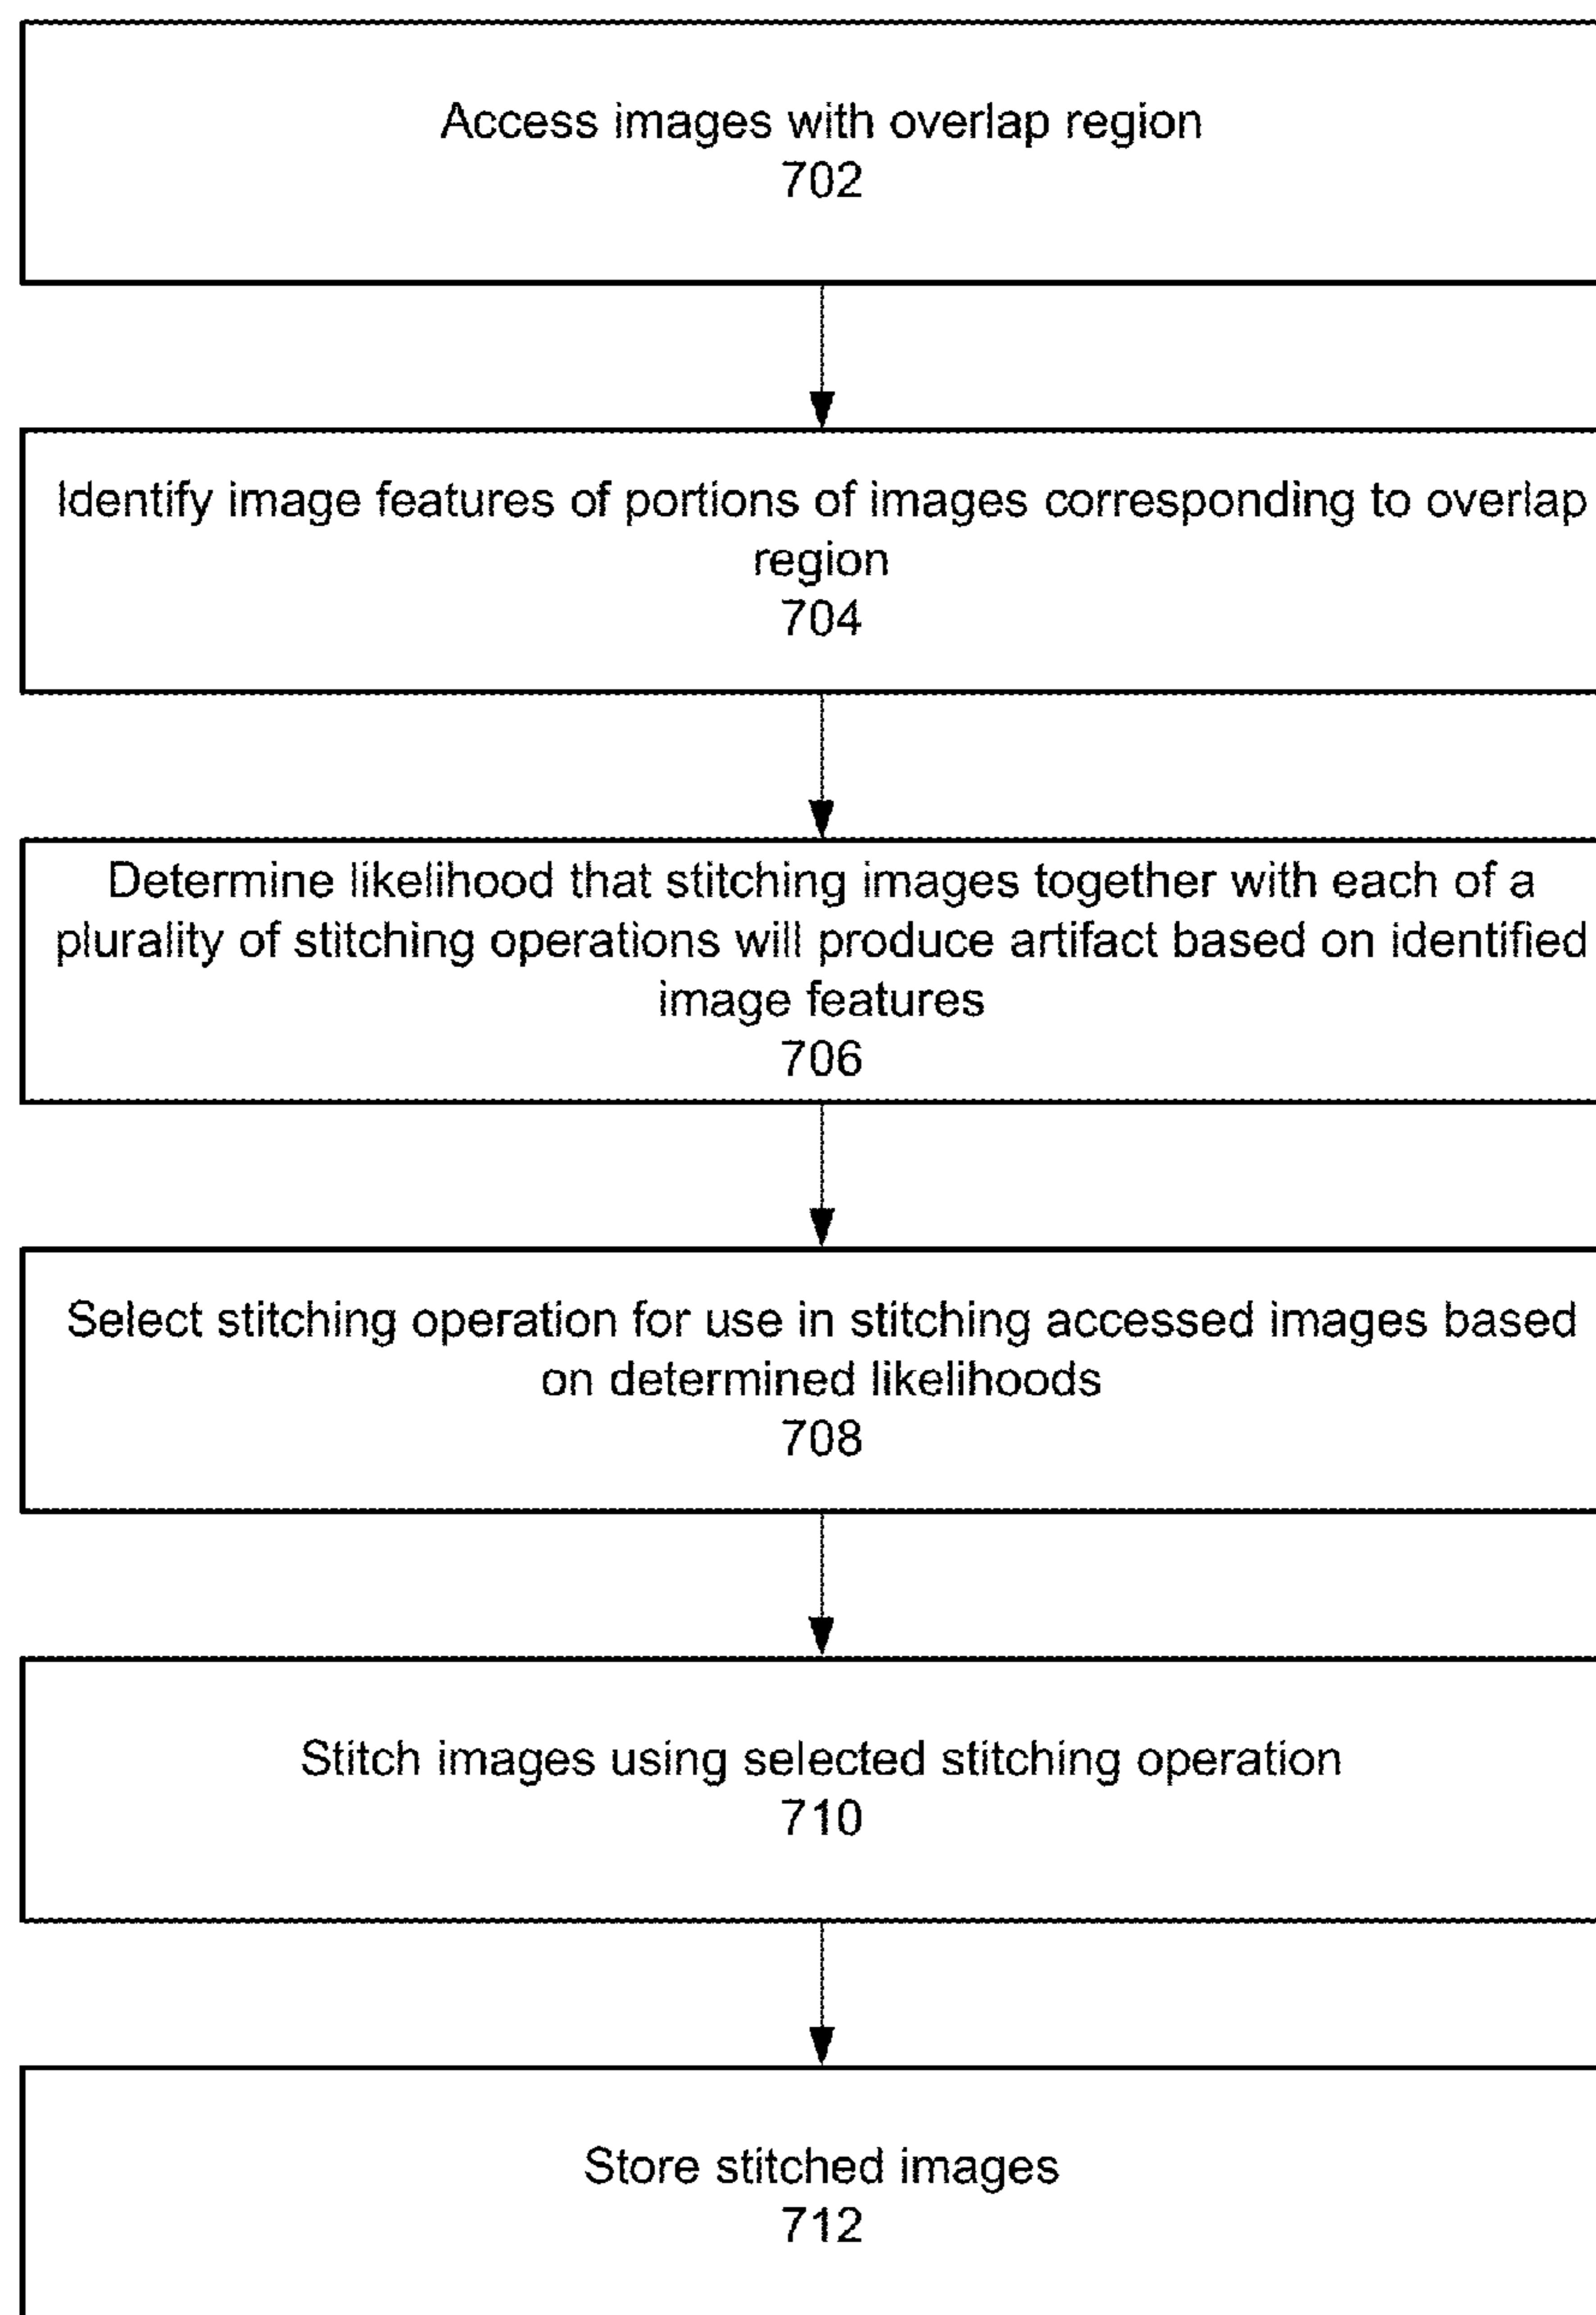 Access images with overlap region
702
Identify image features of portions of images corresponding to overlap
region
704
Determine likelihood that stitching images together with each of a
plurality of stitching operations will produce artifact based on identified
image features
706
Select stitching operation for use in stitching accessed images based
on determined likelihoods
708
Stitch images using selected stitching operation
710
Store stitched images
712